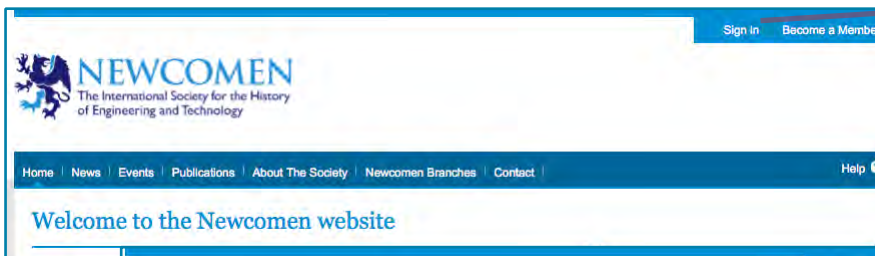 Sign in Become a Membe
NEWCOMEN
The International Society for the History
of Engineering and Technology
Home News Events Publications About The Society Newcomen Branches Contact Help
Welcome to the Newcomen website